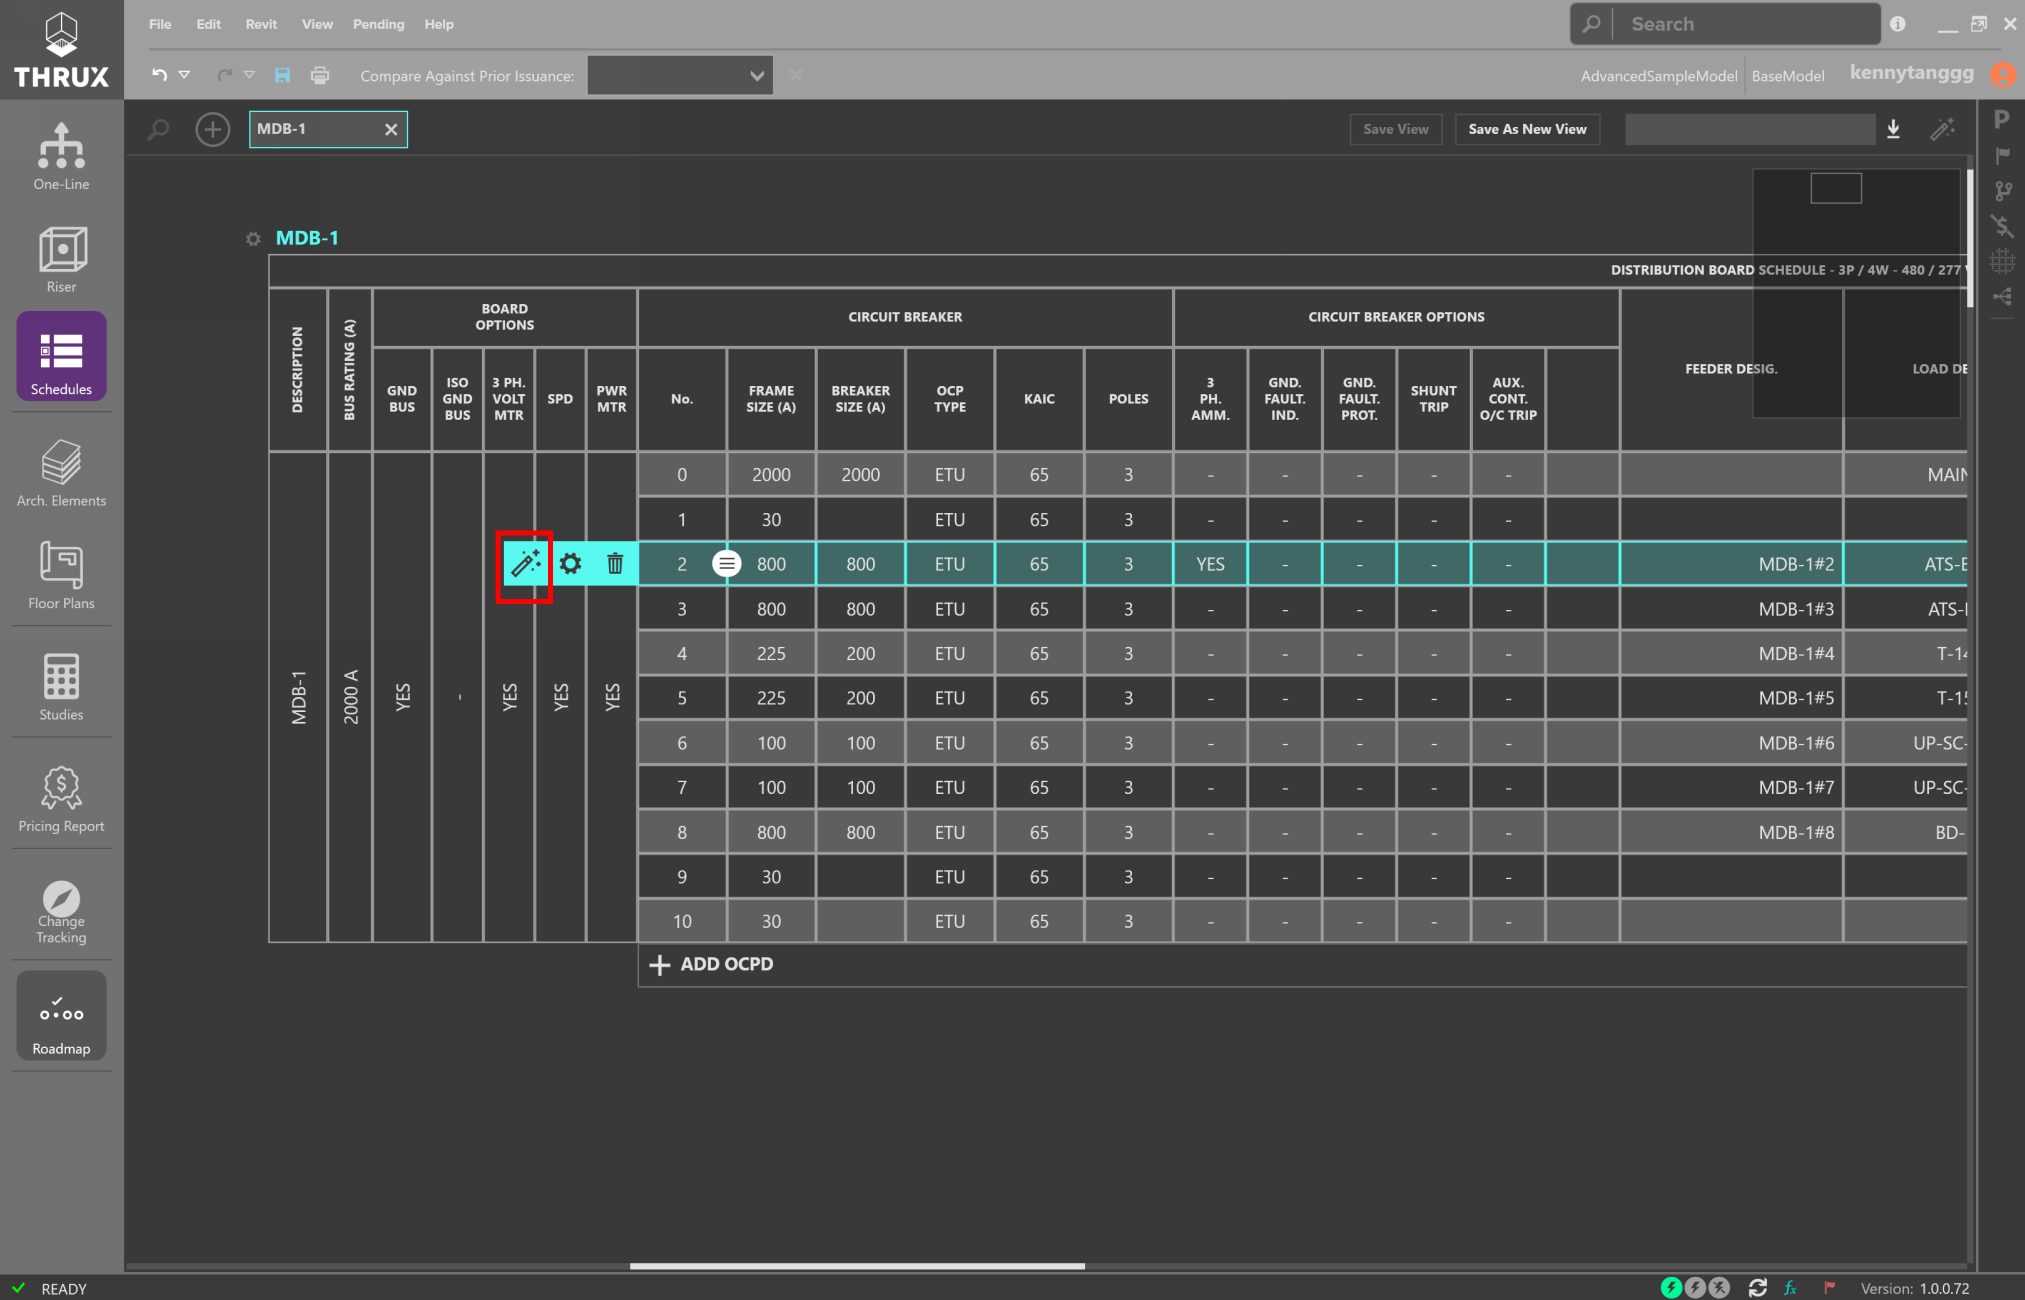 File Edit Revit View Pending Help
Search
THRUX
Compare Against Prior Issuance:
AdvancedSampleModel BaseModel kennytanggg
MDB-1
Save View Save As New View
P
One-Line
Riser
Schedules
Arch. Elements
Floor Plans
Studies
Pricing Report
Change
Tracking
Roadmap
MDB-1
DISTRIBUTION BOARD SCHEDULE - 3P / 4W - 480 / 277
DESCRIPTION
BUS RATING (A)
BOARD
OPTIONS
CIRCUIT BREAKER
CIRCUIT BREAKER OPTIONS
FEEDER DESIG.
LOAD DE
GND
BUS
ISO
GND
BUS
3 PH.
VOLT
MTR
SPD
PWR
MTR
No.
FRAME
SIZE (A)
BREAKER
SIZE (A)
OCP
TYPE
KAIC
POLES
3
PH.
AMM.
GND.
FAULT.
IND.
GND.
FAULT.
PROT.
SHUNT
TRIP
AUX.
CONT.
O/C TRIP
MDB-1
2000 A
YES
-
YES
YES
YES
0 2000 2000 ETU 65 3 - - - - - MAIN
1 30 ETU 65 3 - - - - -
2 800 800 ETU 65 3 YES - - - - MDB-1#2 ATS-E
3 800 800 ETU 65 3 - - - - - MDB-1#3 ATS-
4 225 200 ETU 65 3 - - - - - MDB-1#4 T-14
5 225 200 ETU 65 3 - - - - - MDB-1#5 T-15
6 100 100 ETU 65 3 - - - - - MDB-1#6 UP-SC-
7 100 100 ETU 65 3 - - - - - MDB-1#7 UP-SC-
8 800 800 ETU 65 3 - - - - - MDB-1#8 BD-
9 30 ETU 65 3 - - - - -
10 30 ETU 65 3 - - - - -
ADD OCPD
READY
fx
Version: 1.0.0.72